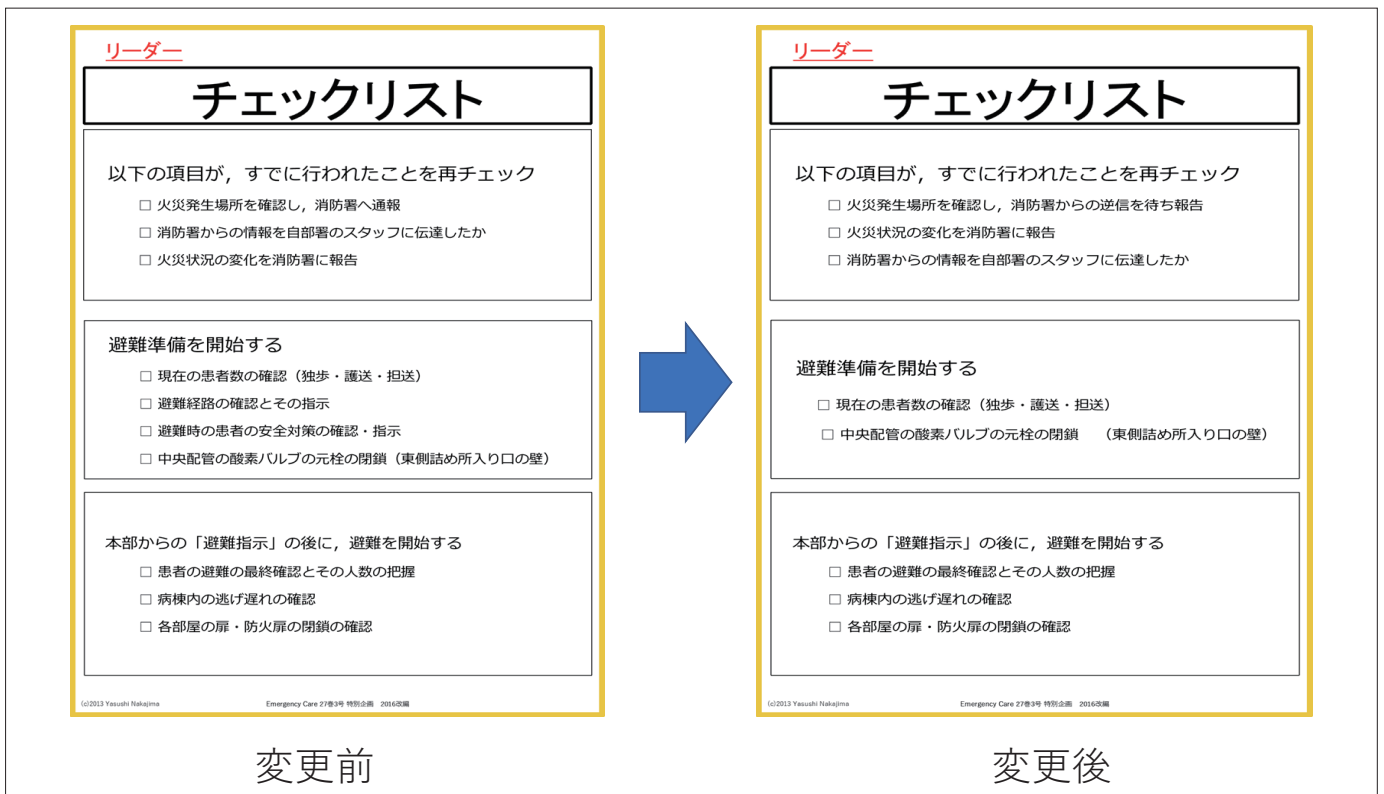 リーダー
チェックリスト
以下の項目が，すでに行われたことを再チェック
□ 火災発生場所を確認し，消防署へ通報
□ 消防署からの情報を自部署のスタッフに伝達したか
□ 火災状況の変化を消防署に報告
避難準備を開始する
□ 現在の患者数の確認（独歩・護送・担送）
□ 避難経路の確認とその指示
□ 避難時の患者の安全対策の確認・指示
□ 中央配管の酸素バルブの元栓の閉鎖（東側詰め所入り口の壁）
本部からの「避難指示」の後に，避難を開始する
□ 患者の避難の最終確認とその人数の把握
□ 病棟内の逃げ遅れの確認
□ 各部屋の扉・防火扉の閉鎖の確認
(c)2013 Yasushi Nakajima
Emergency Care 27巻3号 特別企画 2016改編
変更前
リーダー
チェックリスト
以下の項目が，すでに行われたことを再チェック
□ 火災発生場所を確認し，消防署からの逆信を待ち報告
□ 火災状況の変化を消防署に報告
□ 消防署からの情報を自部署のスタッフに伝達したか
避難準備を開始する
□ 現在の患者数の確認（独歩・護送・担送）
□ 中央配管の酸素バルブの元栓の閉鎖　（東側詰め所入り口の壁）
本部からの「避難指示」の後に，避難を開始する
□ 患者の避難の最終確認とその人数の把握
□ 病棟内の逃げ遅れの確認
□ 各部屋の扉・防火扉の閉鎖の確認
(c)2013 Yasushi Nakajima
Emergency Care 27巻3号 特別企画 2016改編
変更後